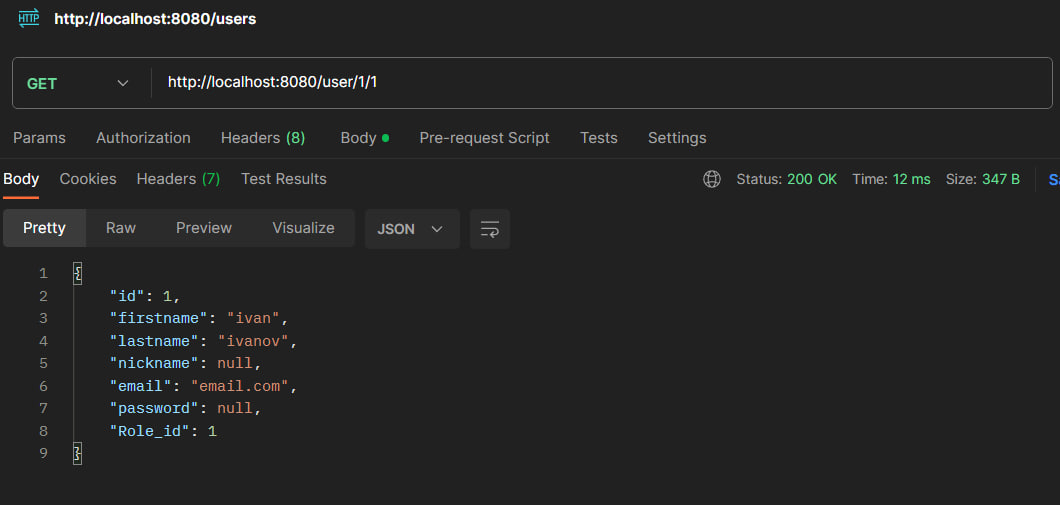 HTTP http://localhost:8080/users
GET http://localhost:8080/user/1/1
Params Authorization Headers (8) Body Pre-request Script Tests Settings
Body Cookies Headers (7) Test Results Status: 200 OK Time: 12 ms Size: 347 B
Pretty Raw Preview Visualize JSON
1 {
2 "id": 1,
3 "firstname": "ivan",
4 "lastname": "ivanov",
5 "nickname": null,
6 "email": "email.com",
7 "password": null,
8 "Role_id": 1
9 }